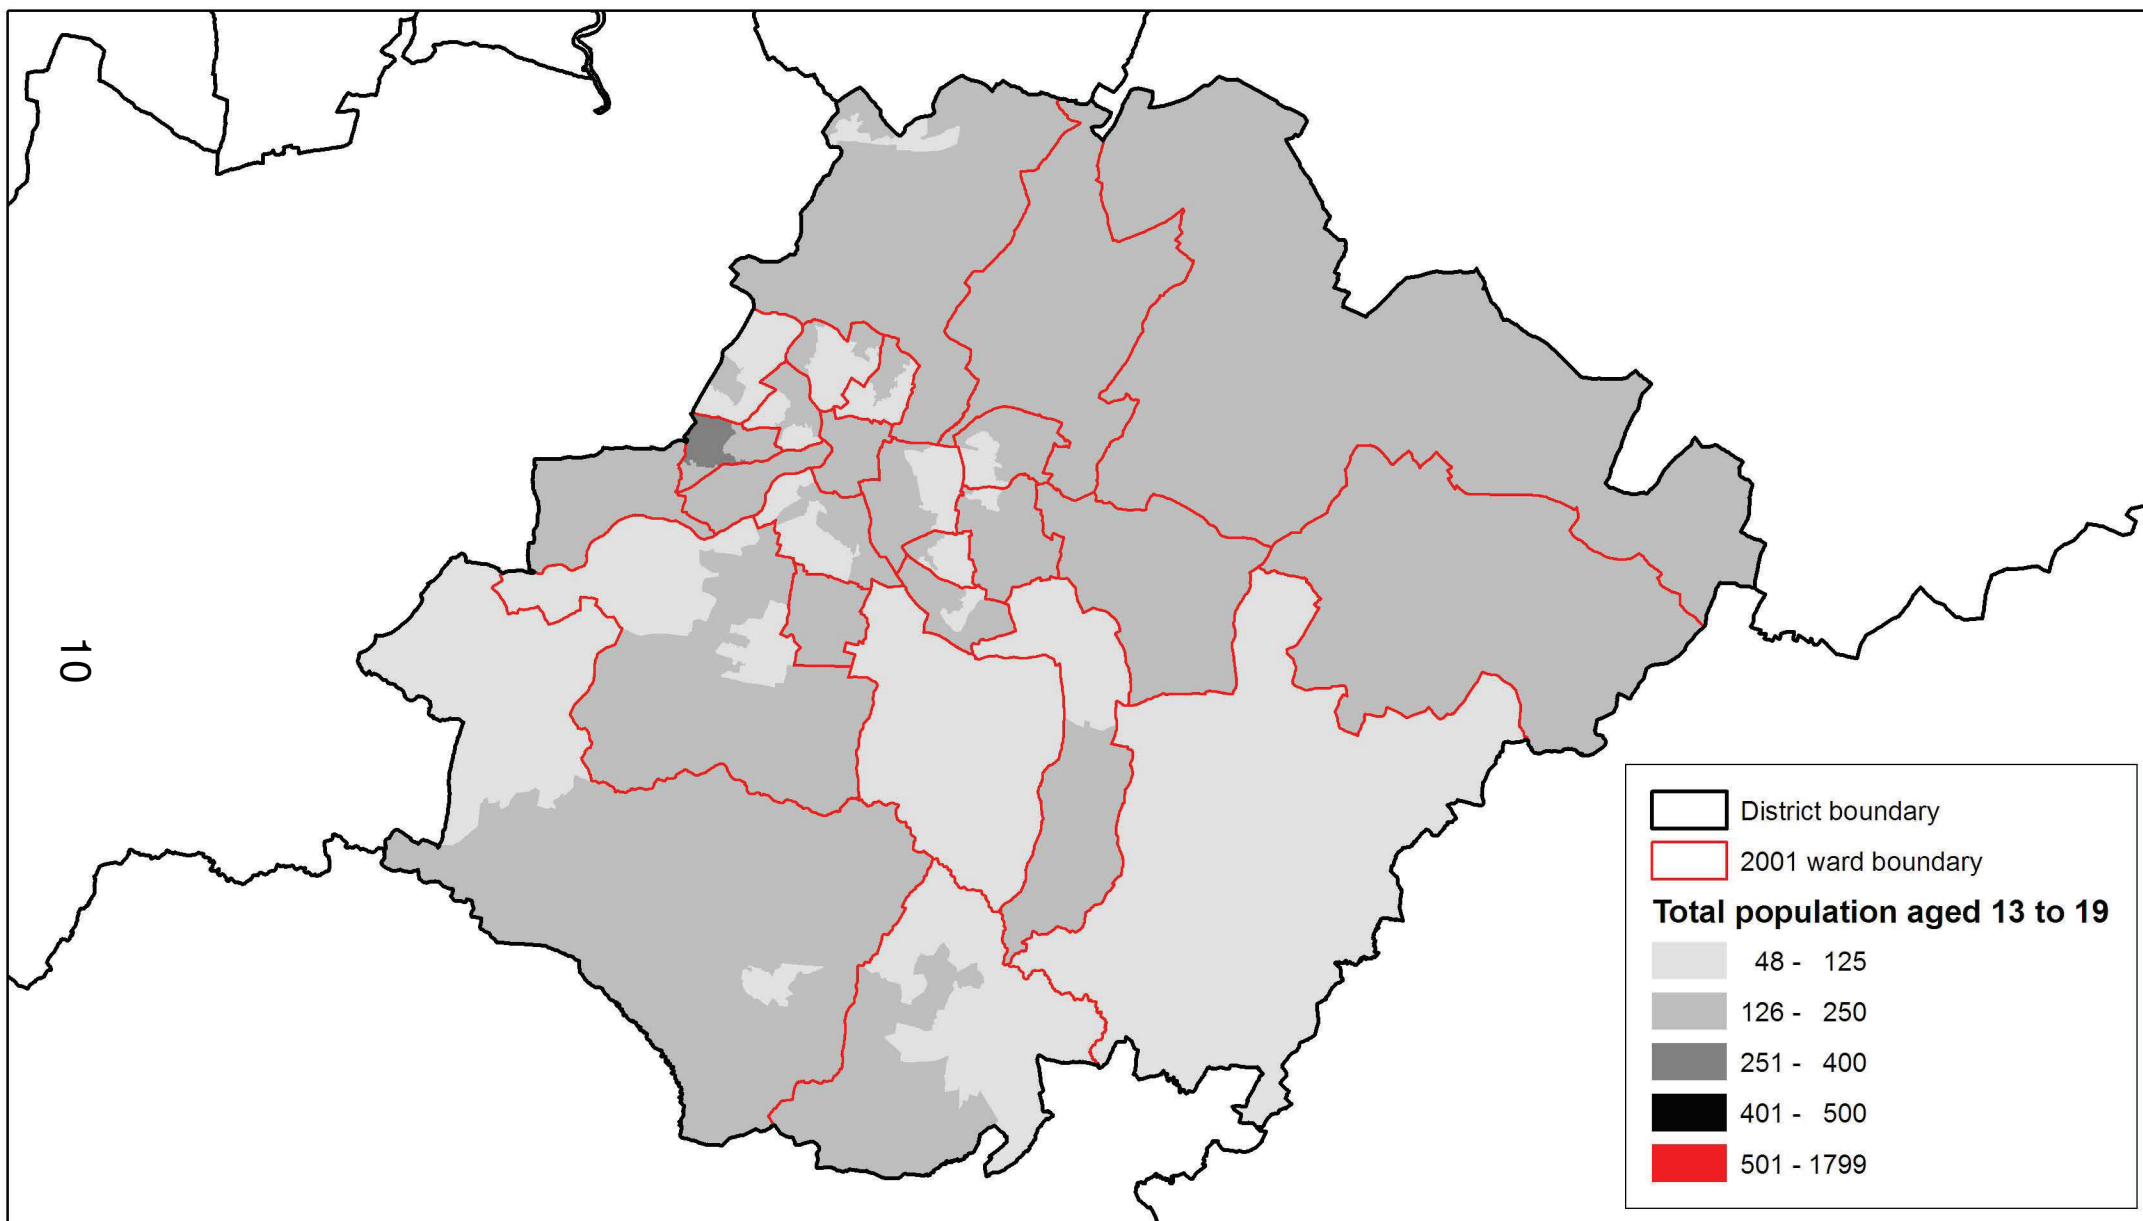 10
District boundary
2001 ward boundary
Total population aged 13 to 19
48 - 125
126 - 250
251 - 400
401 - 500
501 - 1799